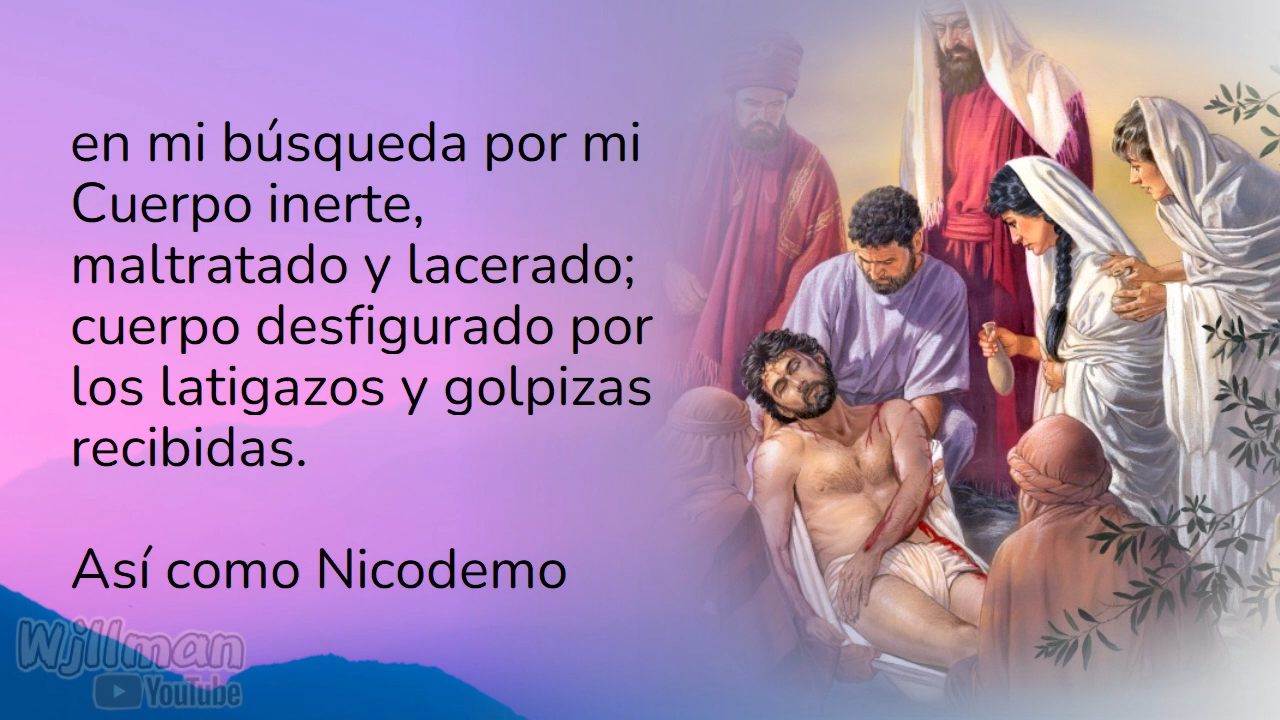 en mi búsqueda por mi
Cuerpo inerte,
maltratado y lacerado;
cuerpo desfigurado por
los latigazos y golpizas
recibidas.
Así como Nicodemo
Wjllman
YouTube